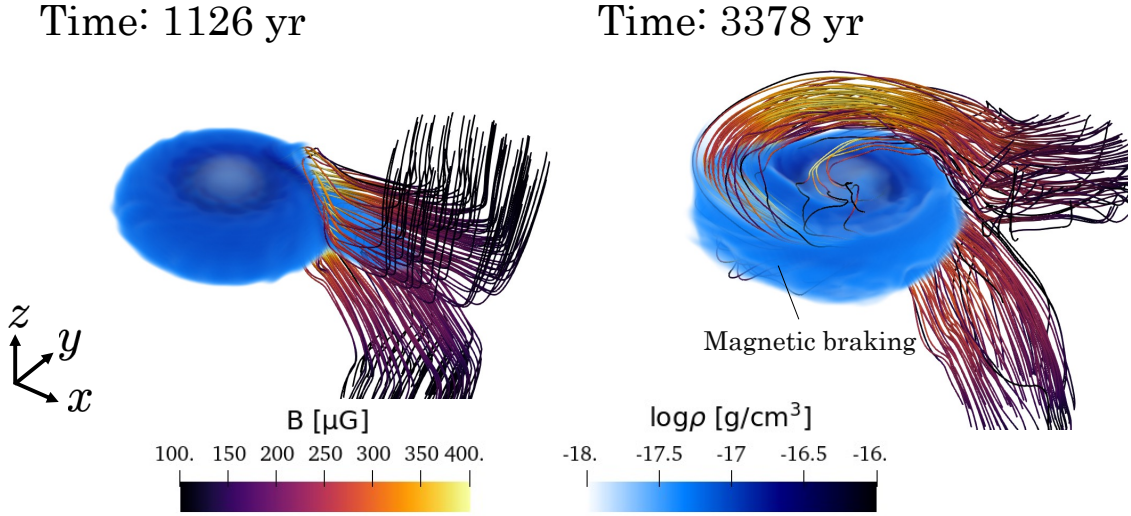 Time: 1126 yr
Time: 3378 yr
Magnetic braking
z
y
x
B [μG]
100. 150 200 250 300 350 400.
logρ [g/cm³]
-18. -17.5 -17 -16.5 -16.